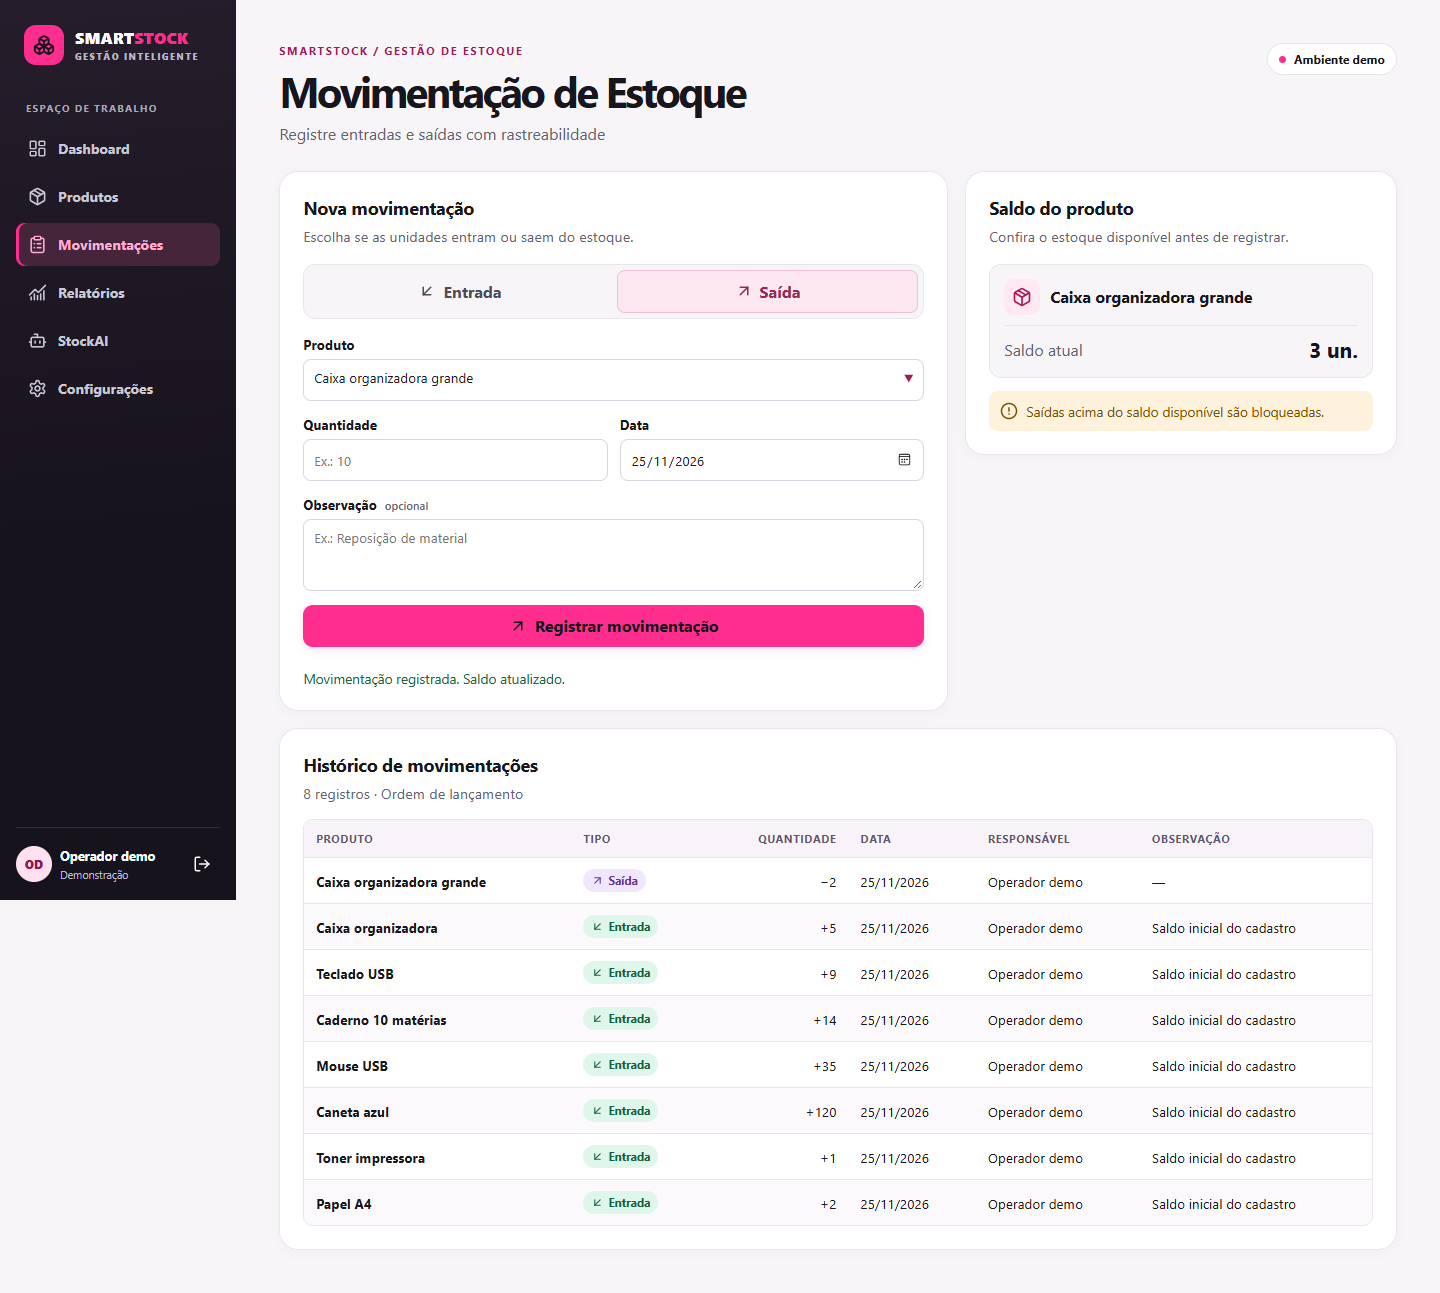 SMARTSTOCK
GESTÃO INTELIGENTE
ESPAÇO DE TRABALHO
Dashboard
Produtos
Movimentações
Relatórios
StockAI
Configurações
OD
Operador demo
Demonstração
SMARTSTOCK / GESTÃO DE ESTOQUE
Ambiente demo
Movimentação de Estoque
Registre entradas e saídas com rastreabilidade
Nova movimentação
Escolha se as unidades entram ou saem do estoque.
Entrada
Saída
Produto
Caixa organizadora grande
Quantidade
Data
Ex.: 10
25/11/2026
Observação opcional
Ex.: Reposição de material
Registrar movimentação
Movimentação registrada. Saldo atualizado.
Saldo do produto
Confira o estoque disponível antes de registrar.
Caixa organizadora grande
Saldo atual 3 un.
Saídas acima do saldo disponível são bloqueadas.
Histórico de movimentações
8 registros · Ordem de lançamento
PRODUTO TIPO QUANTIDADE DATA RESPONSÁVEL OBSERVAÇÃO
Caixa organizadora grande Saída −2 25/11/2026 Operador demo —
Caixa organizadora Entrada +5 25/11/2026 Operador demo Saldo inicial do cadastro
Teclado USB Entrada +9 25/11/2026 Operador demo Saldo inicial do cadastro
Caderno 10 matérias Entrada +14 25/11/2026 Operador demo Saldo inicial do cadastro
Mouse USB Entrada +35 25/11/2026 Operador demo Saldo inicial do cadastro
Caneta azul Entrada +120 25/11/2026 Operador demo Saldo inicial do cadastro
Toner impressora Entrada +1 25/11/2026 Operador demo Saldo inicial do cadastro
Papel A4 Entrada +2 25/11/2026 Operador demo Saldo inicial do cadastro